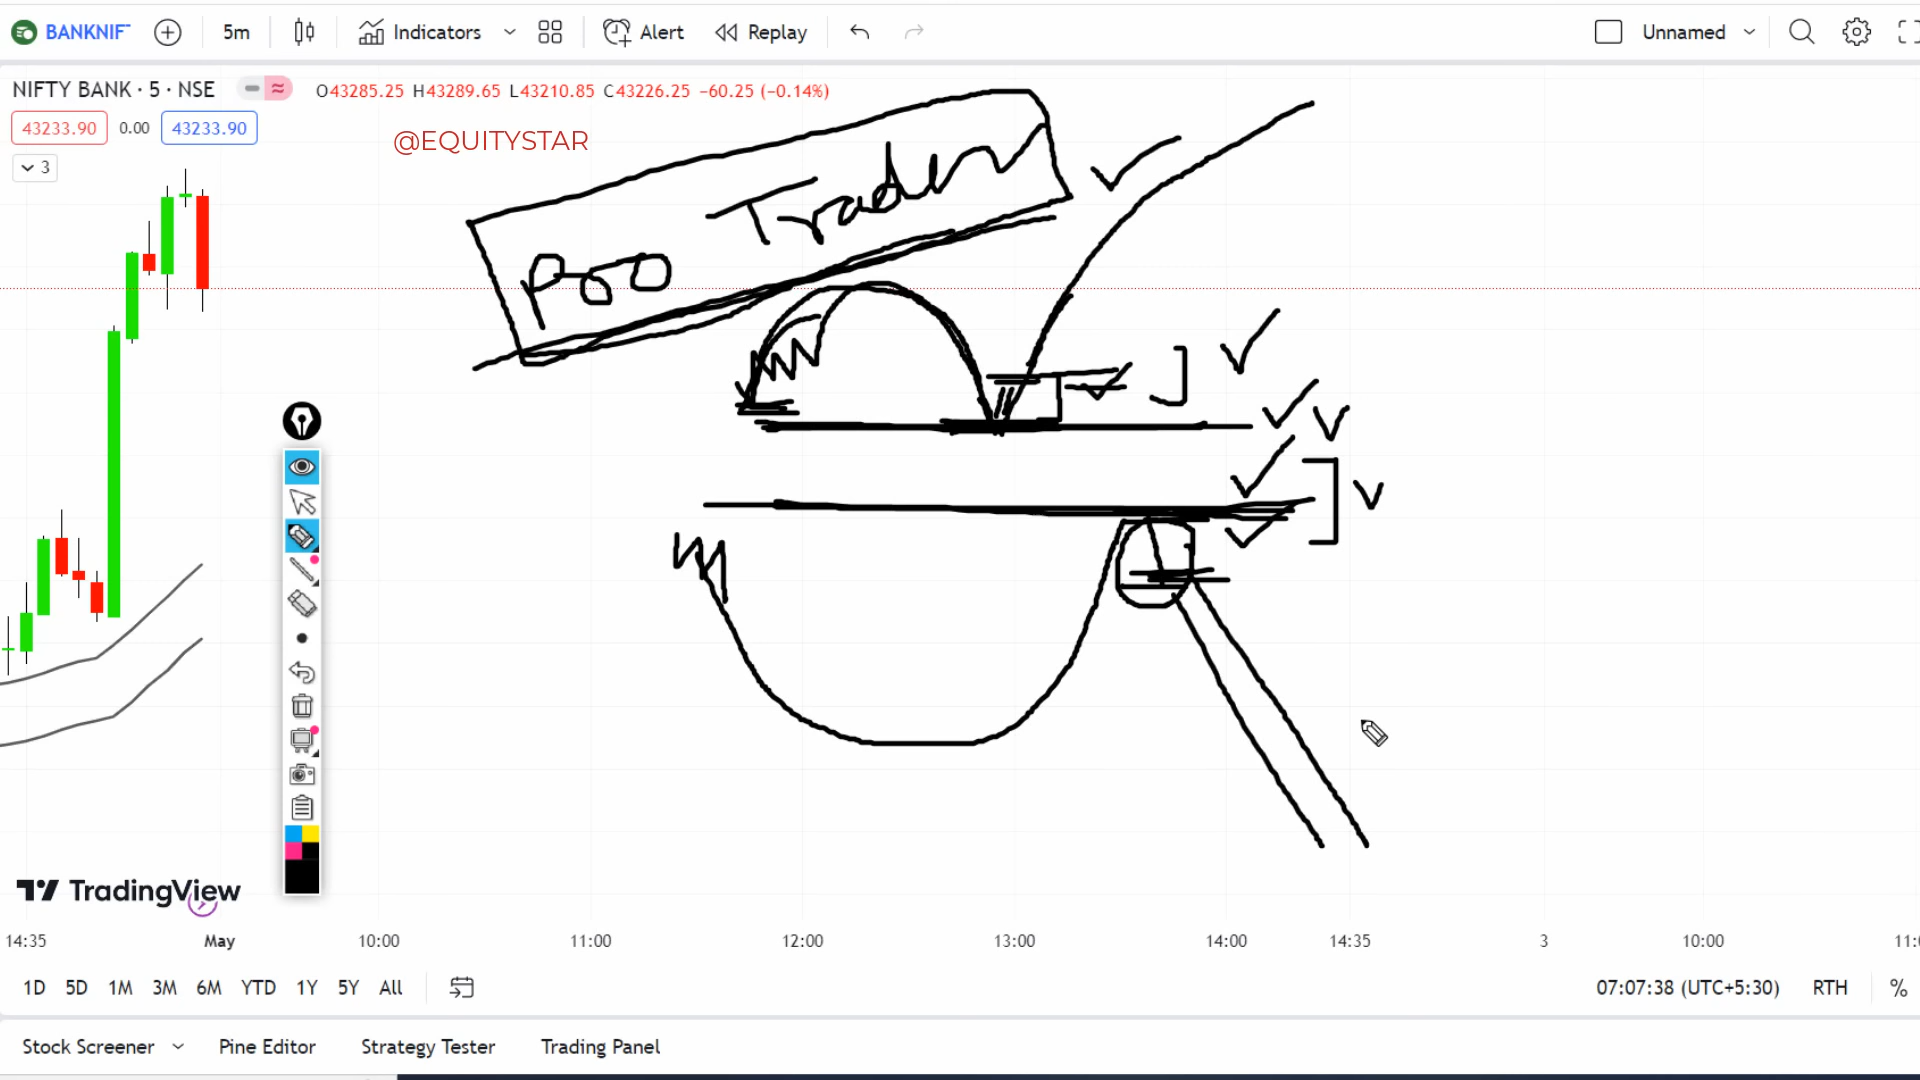 BANKNIF
5m
Indicators
Alert
Replay
Unnamed
NIFTY BANK · 5 · NSE
O43285.25 H43289.65 L43210.85 C43226.25 −60.25 (−0.14%)
43233.90 0.00 43233.90
@EQUITYSTAR
3
Pro Trader
TradingView
14:35 May 10:00 11:00 12:00 13:00 14:00 14:35 3 10:00
1D 5D 1M 3M 6M YTD 1Y 5Y All
07:07:38 (UTC+5:30) RTH %
Stock Screener Pine Editor Strategy Tester Trading Panel